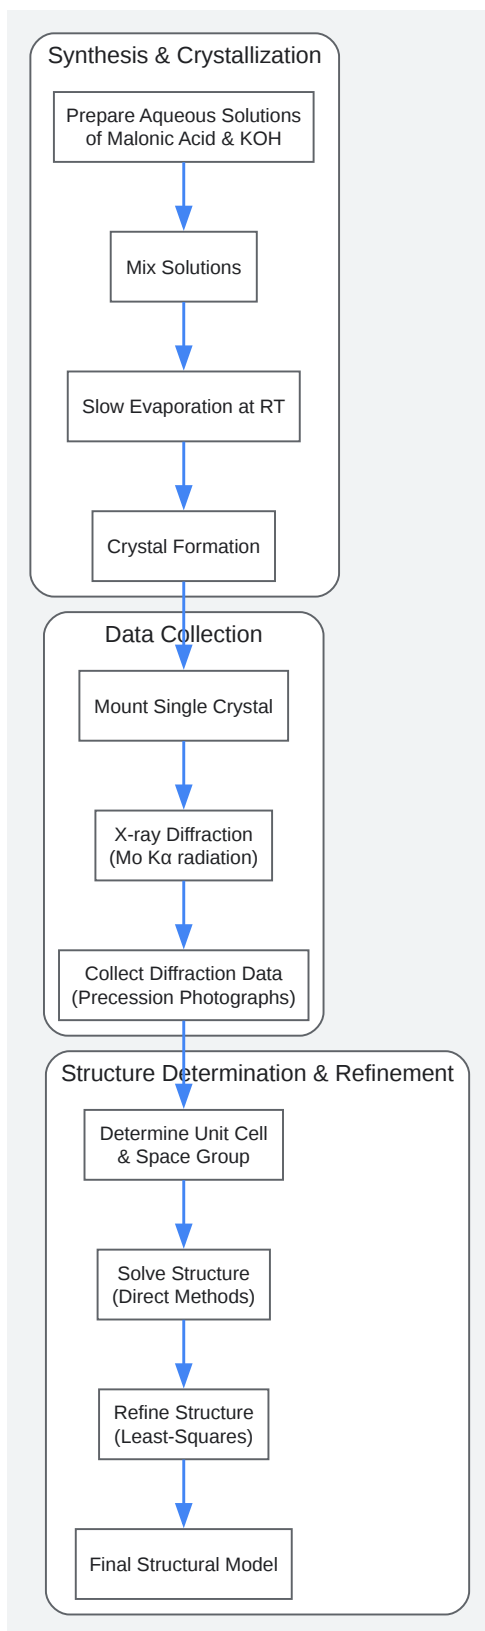 Synthesis & Crystallization
Prepare Aqueous Solutions
of Malonic Acid & KOH
Mix Solutions
Slow Evaporation at RT
Crystal Formation
Data Collection
Mount Single Crystal
X-ray Diffraction
(Mo Kα radiation)
Collect Diffraction Data
(Precession Photographs)
Structure Determination & Refinement
Determine Unit Cell
& Space Group
Solve Structure
(Direct Methods)
Refine Structure
(Least-Squares)
Final Structural Model